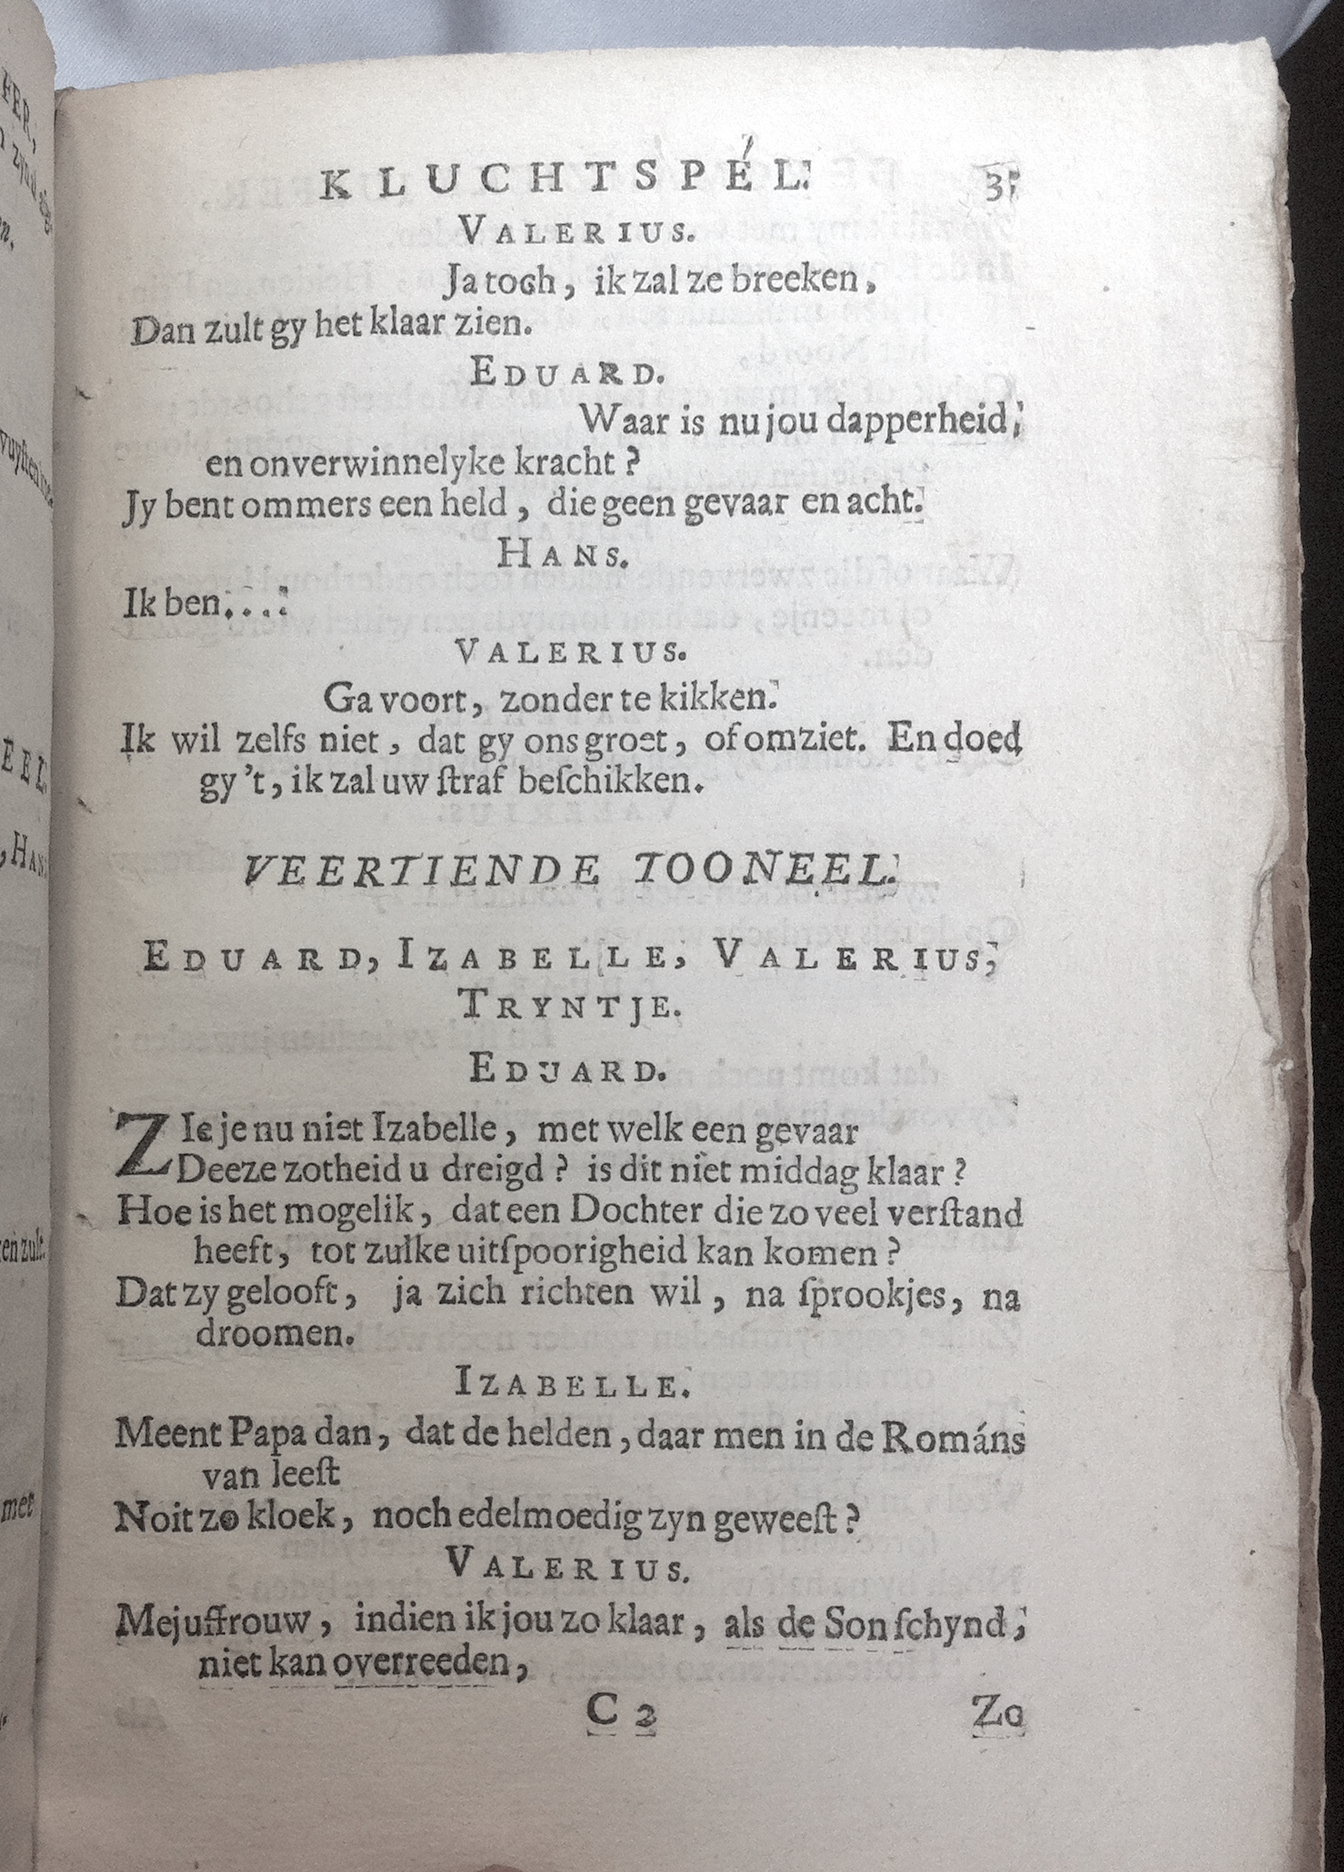 KLUCHTSPÉL. 35
VALERIUS.
Ja toch, ik zal ze breeken,
Dan zult gy het klaar zien.
EDUARD.
Waar is nu jou dapperheid,
en onverwinnelyke kracht?
Jy bent ommers een held, die geen gevaar en acht.
HANS.
Ik ben....
VALERIUS.
Ga voort, zonder te kikken.
Ik wil zelfs niet, dat gy ons groet, of omziet. En doed
gy 't, ik zal uw ſtraf beſchikken.
VEERTIENDE TOONEEL.
EDUARD, IZABELLE, VALERIUS,
TRYNTJE.
EDUARD.
ZIe je nu niet Izabelle, met welk een gevaar
Deeze zotheid u dreigd? is dit niet middag klaar?
Hoe is het mogelik, dat een Dochter die zo veel verſtand
heeft, tot zulke uitſpoorigheid kan komen?
Dat zy gelooft, ja zich richten wil, na ſprookjes, na
droomen.
IZABELLE.
Meent Papa dan, dat de helden, daar men in de Románs
van leeſt
Noit zo kloek, noch edelmoedig zyn geweeſt?
VALERIUS.
Mejuffrouw, indien ik jou zo klaar, als de Son ſchynd,
niet kan overreeden,
C 2 Zo